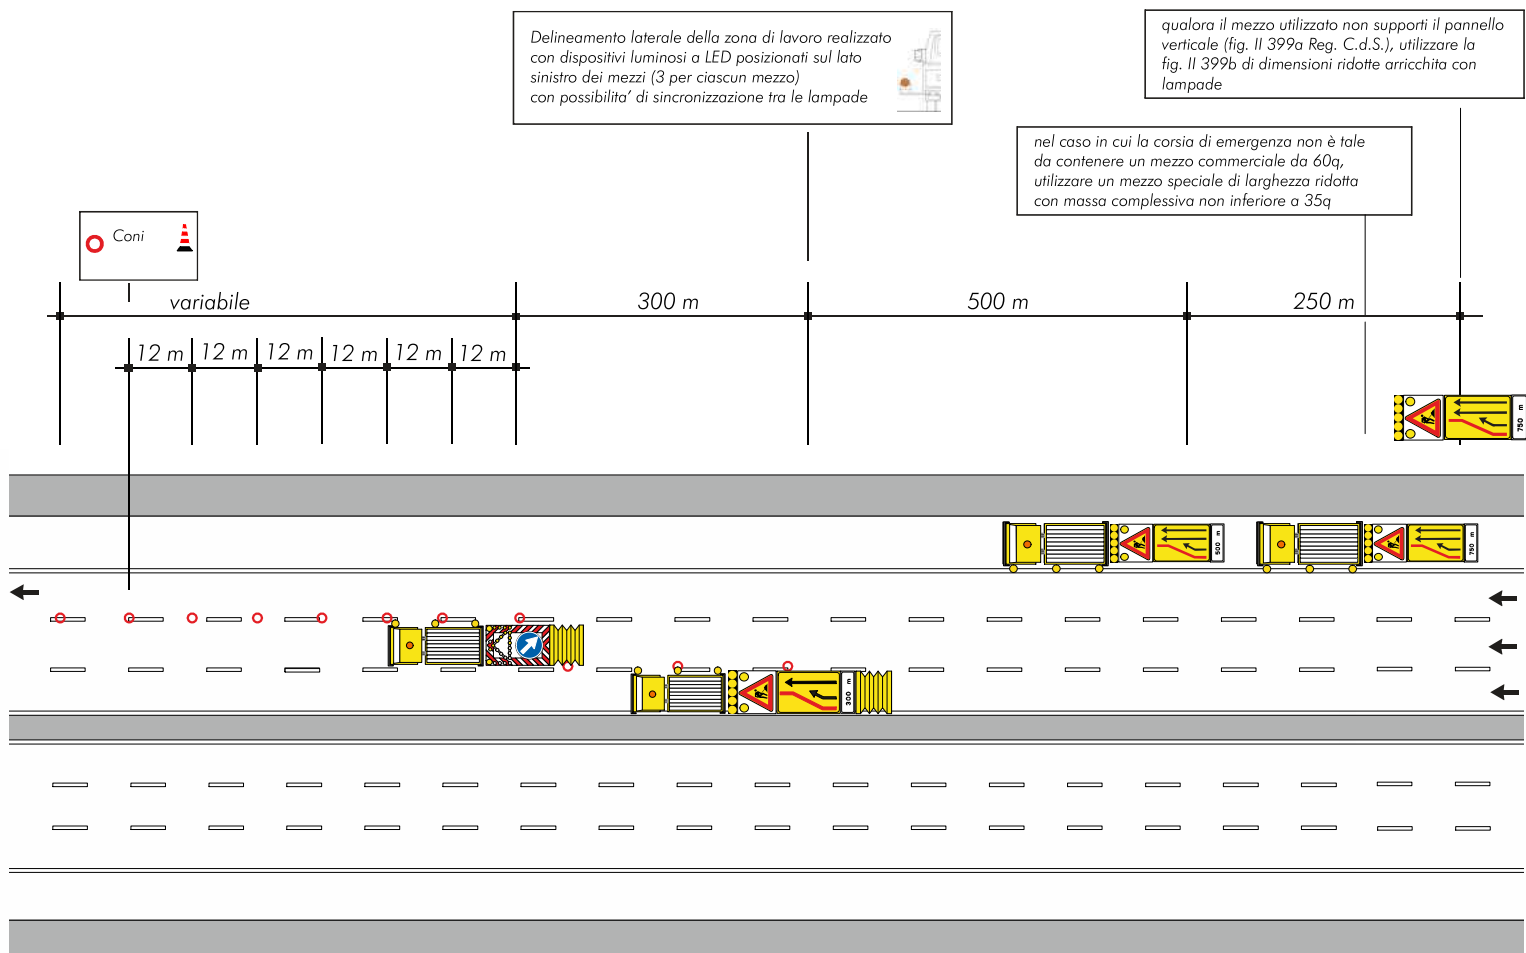 Delineamento laterale della zona di lavoro realizzato
con dispositivi luminosi a LED posizionati sul lato
sinistro dei mezzi (3 per ciascun mezzo)
con possibilita' di sincronizzazione tra le lampade
qualora il mezzo utilizzato non supporti il pannello
verticale (fig. II 399a Reg. C.d.S.), utilizzare la
fig. II 399b di dimensioni ridotte arricchita con
lampade
nel caso in cui la corsia di emergenza non è tale
da contenere un mezzo commerciale da 60q,
utilizzare un mezzo speciale di larghezza ridotta
con massa complessiva non inferiore a 35q
Coni
variabile
300 m
500 m
250 m
12 m
12 m
12 m
12 m
12 m
12 m
750 m
500 m
750 m
300 m